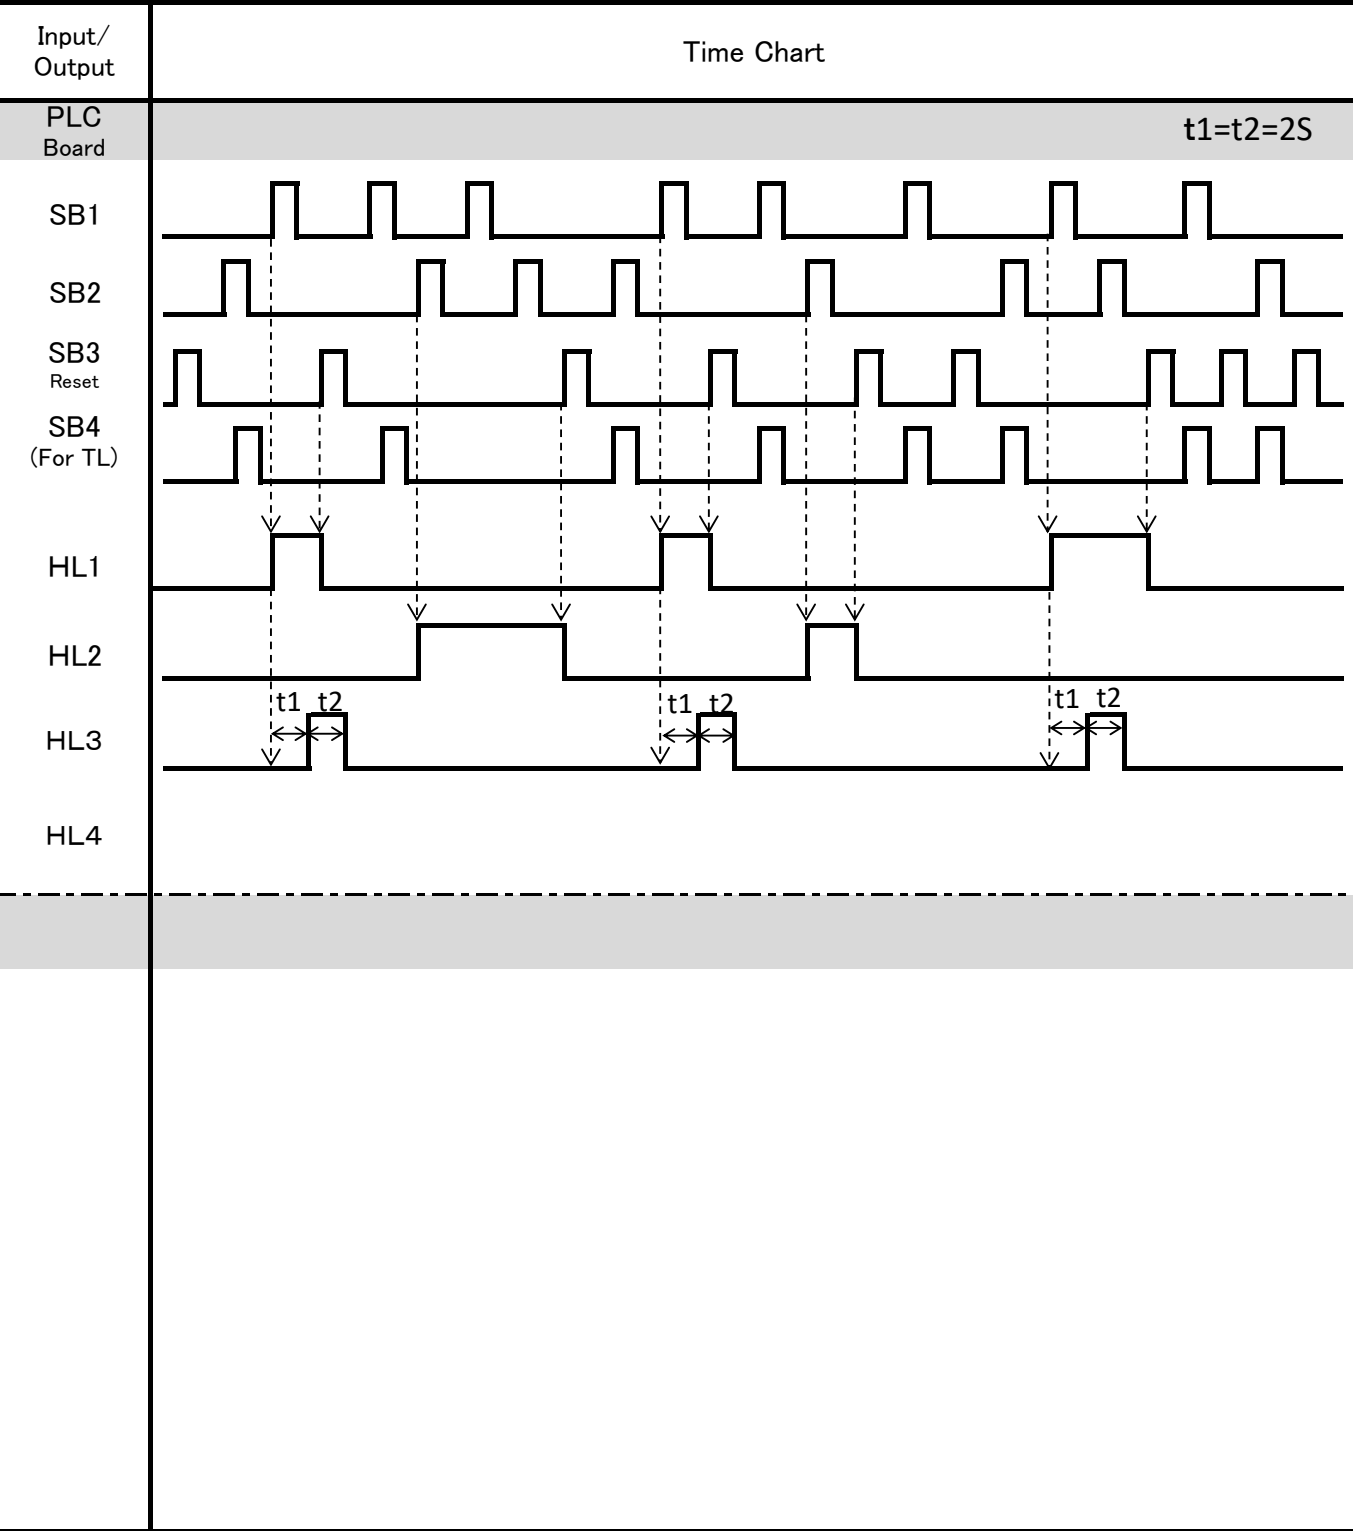 Input/
Output
Time Chart
PLC
Board
t1=t2=2S
SB1
SB2
SB3
Reset
SB4
(For TL)
HL1
HL2
t1 t2
t1 t2
t1 t2
HL3
HL4